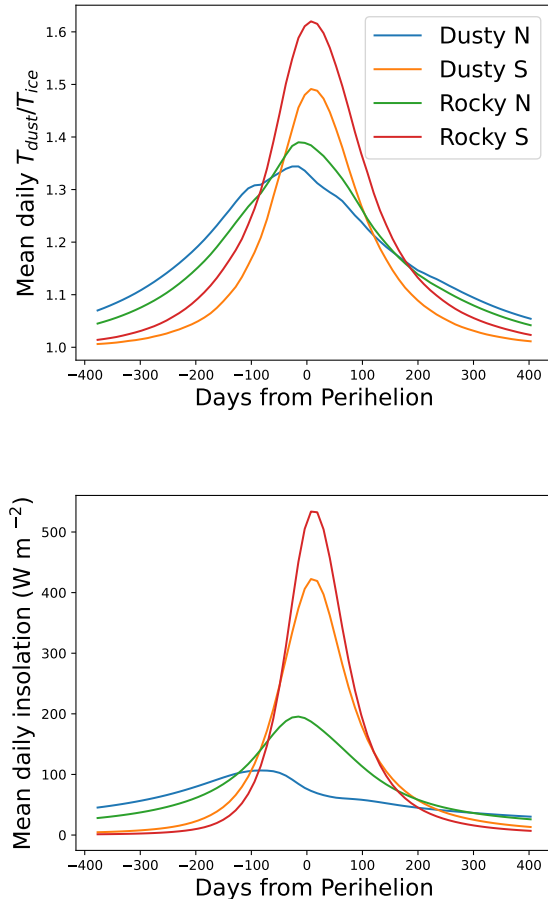 Mean daily T_dust/T_ice
1.6
1.5
1.4
1.3
1.2
1.1
1.0
Dusty N
Dusty S
Rocky N
Rocky S
−400 −300 −200 −100 0 100 200 300 400
Days from Perihelion
Mean daily insolation (W m⁻²)
500
400
300
200
100
0
−400 −300 −200 −100 0 100 200 300 400
Days from Perihelion